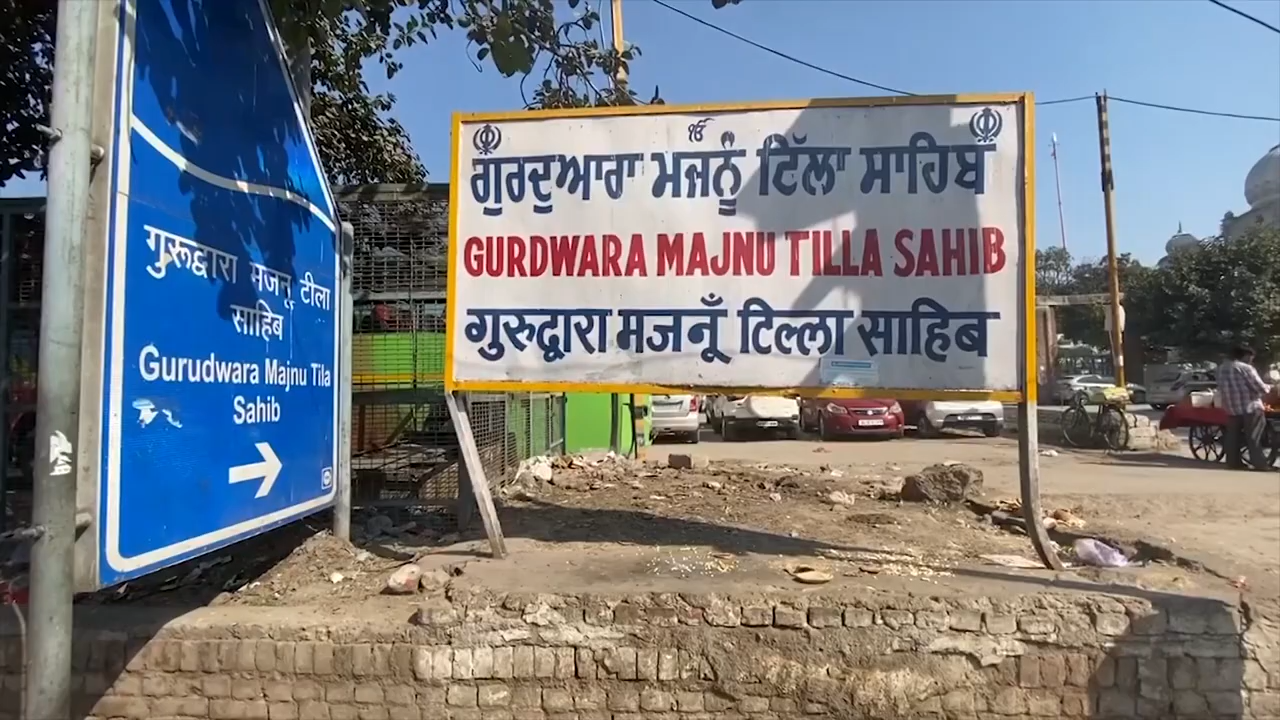 गुरूद्वारा मजनू टीला
साहिब
Gurudwara Majnu Tila
Sahib
ੴ
ਗੁਰਦੁਆਰਾ ਮਜਨੂੰ ਟਿੱਲਾ ਸਾਹਿਬ
GURDWARA MAJNU TILLA SAHIB
गुरुद्वारा मजनूँ टिल्ला साहिब